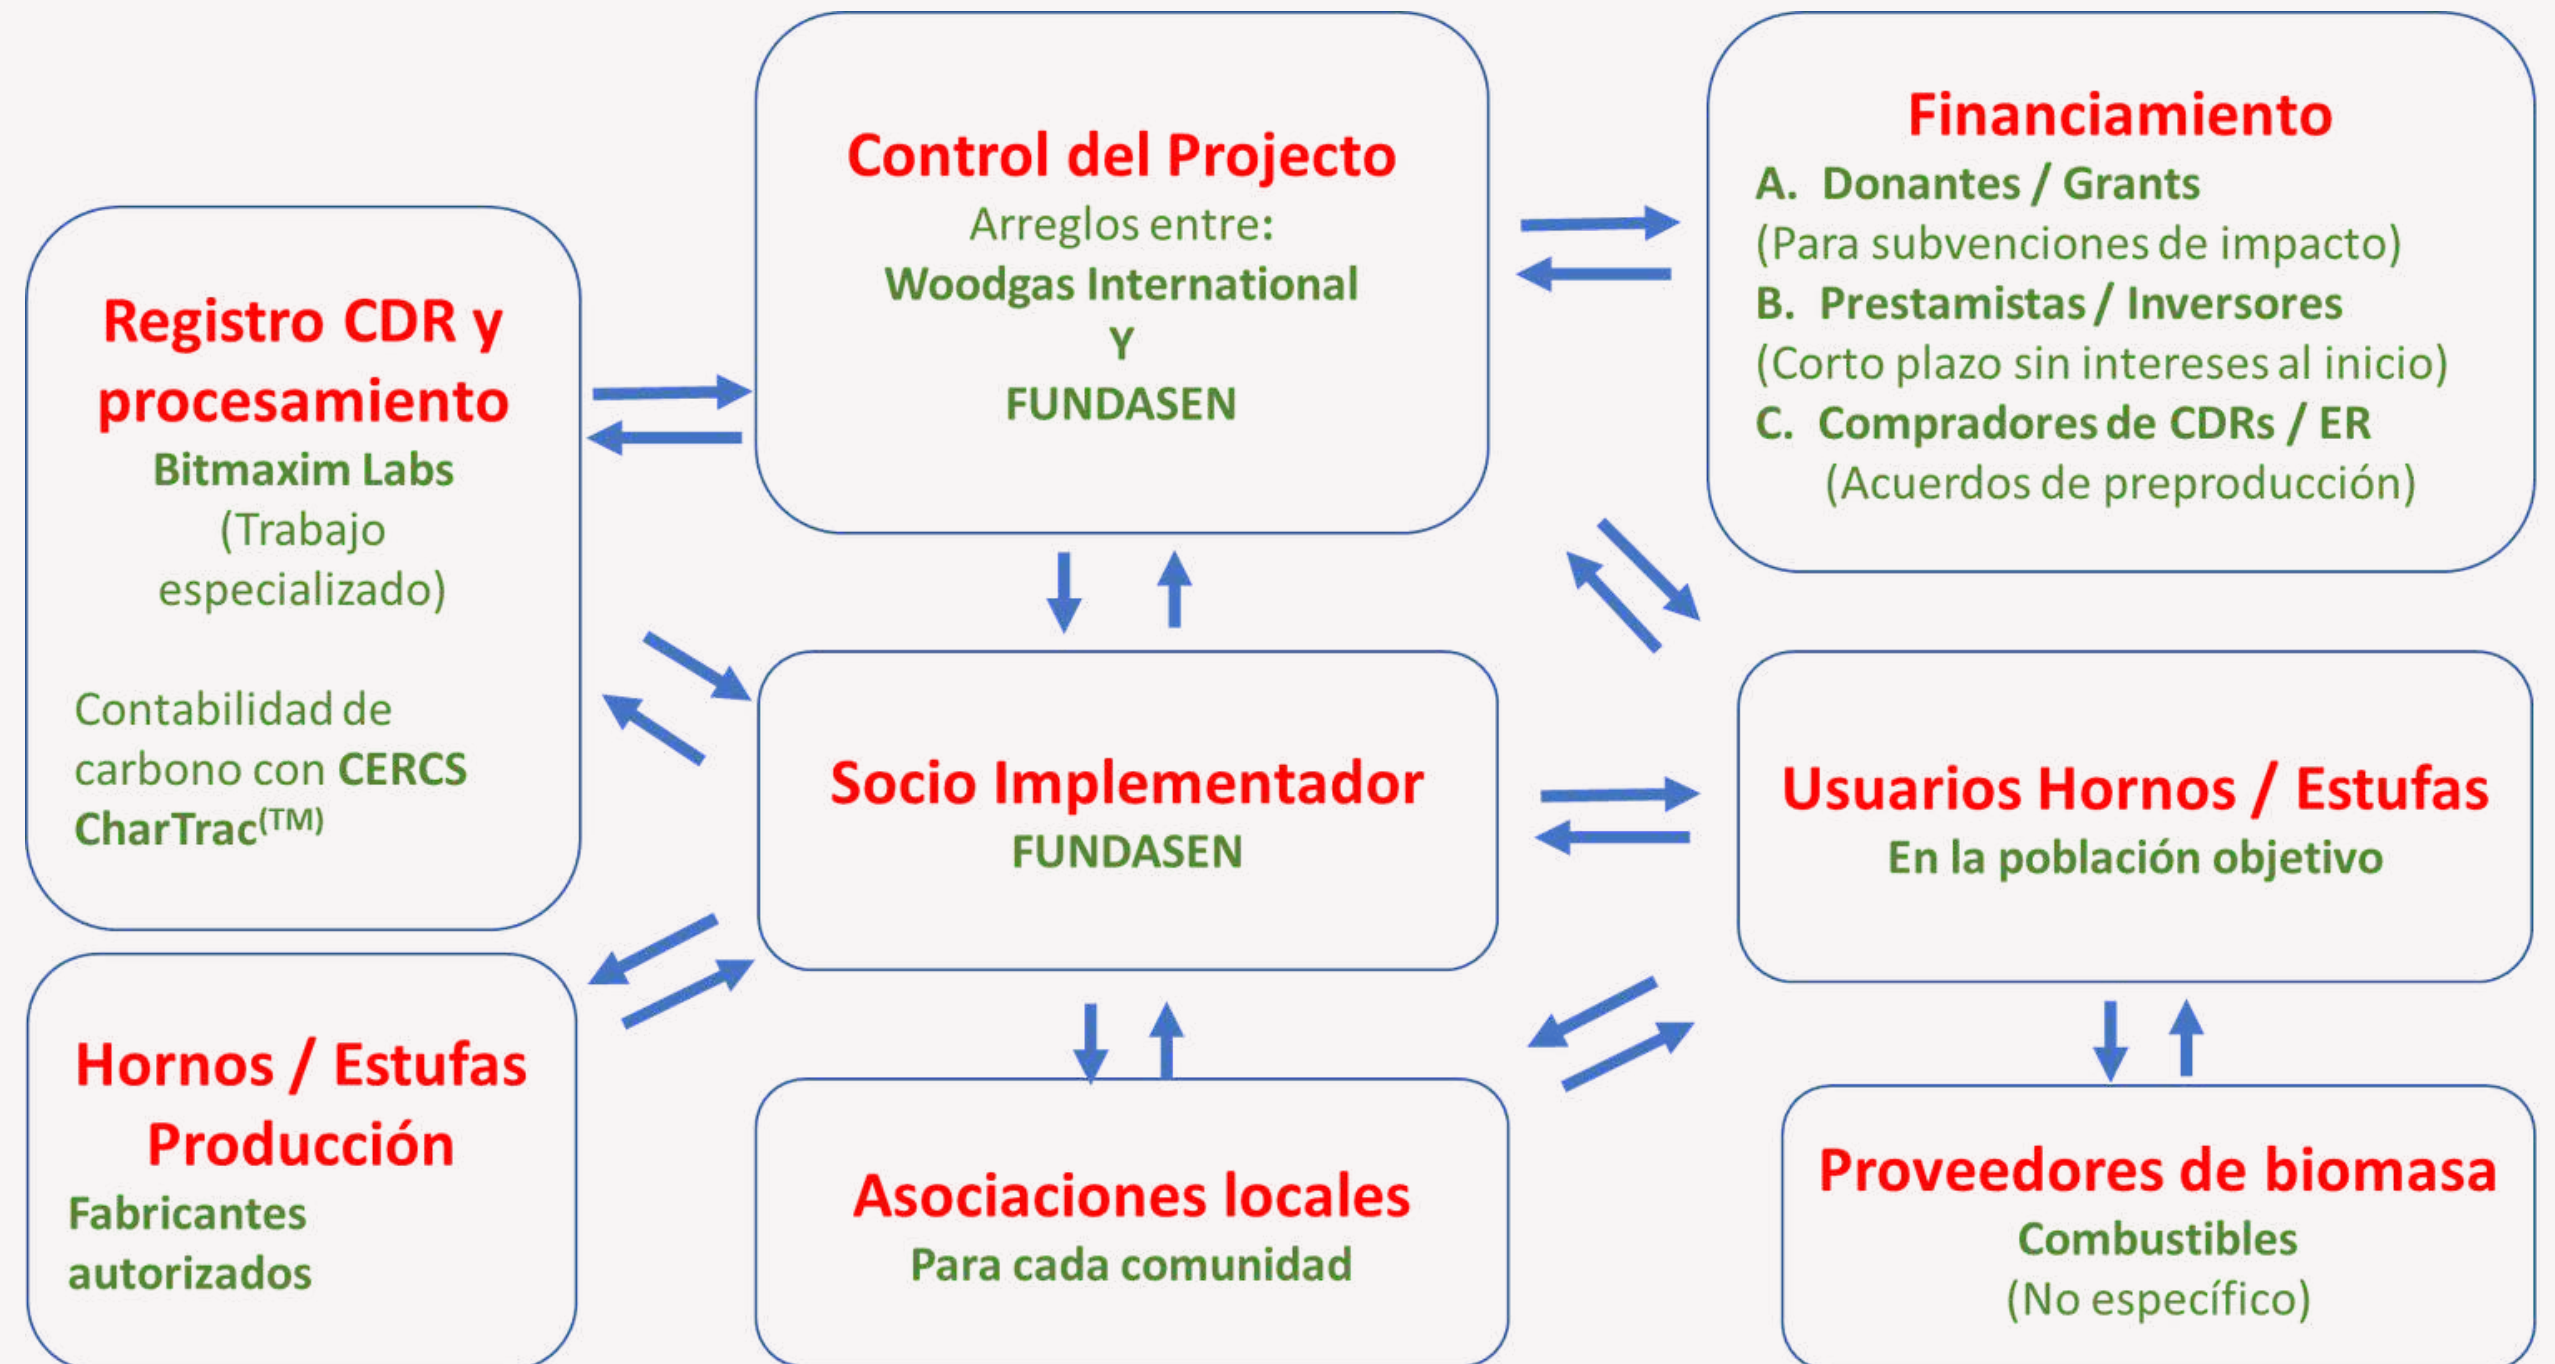 Control del Projecto
Arreglos entre:
Woodgas International
Y
FUNDASEN
Financiamiento
A. Donantes / Grants
(Para subvenciones de impacto)
B. Prestamistas / Inversores
(Corto plazo sin intereses al inicio)
C. Compradores de CDRs / ER
(Acuerdos de preproducción)
Registro CDR y
procesamiento
Bitmaxim Labs
(Trabajo
especializado)
Contabilidad de
carbono con CERCS
CharTrac(TM)
Socio Implementador
FUNDASEN
Usuarios Hornos / Estufas
En la población objetivo
Hornos / Estufas
Producción
Fabricantes
autorizados
Asociaciones locales
Para cada comunidad
Proveedores de biomasa
Combustibles
(No específico)